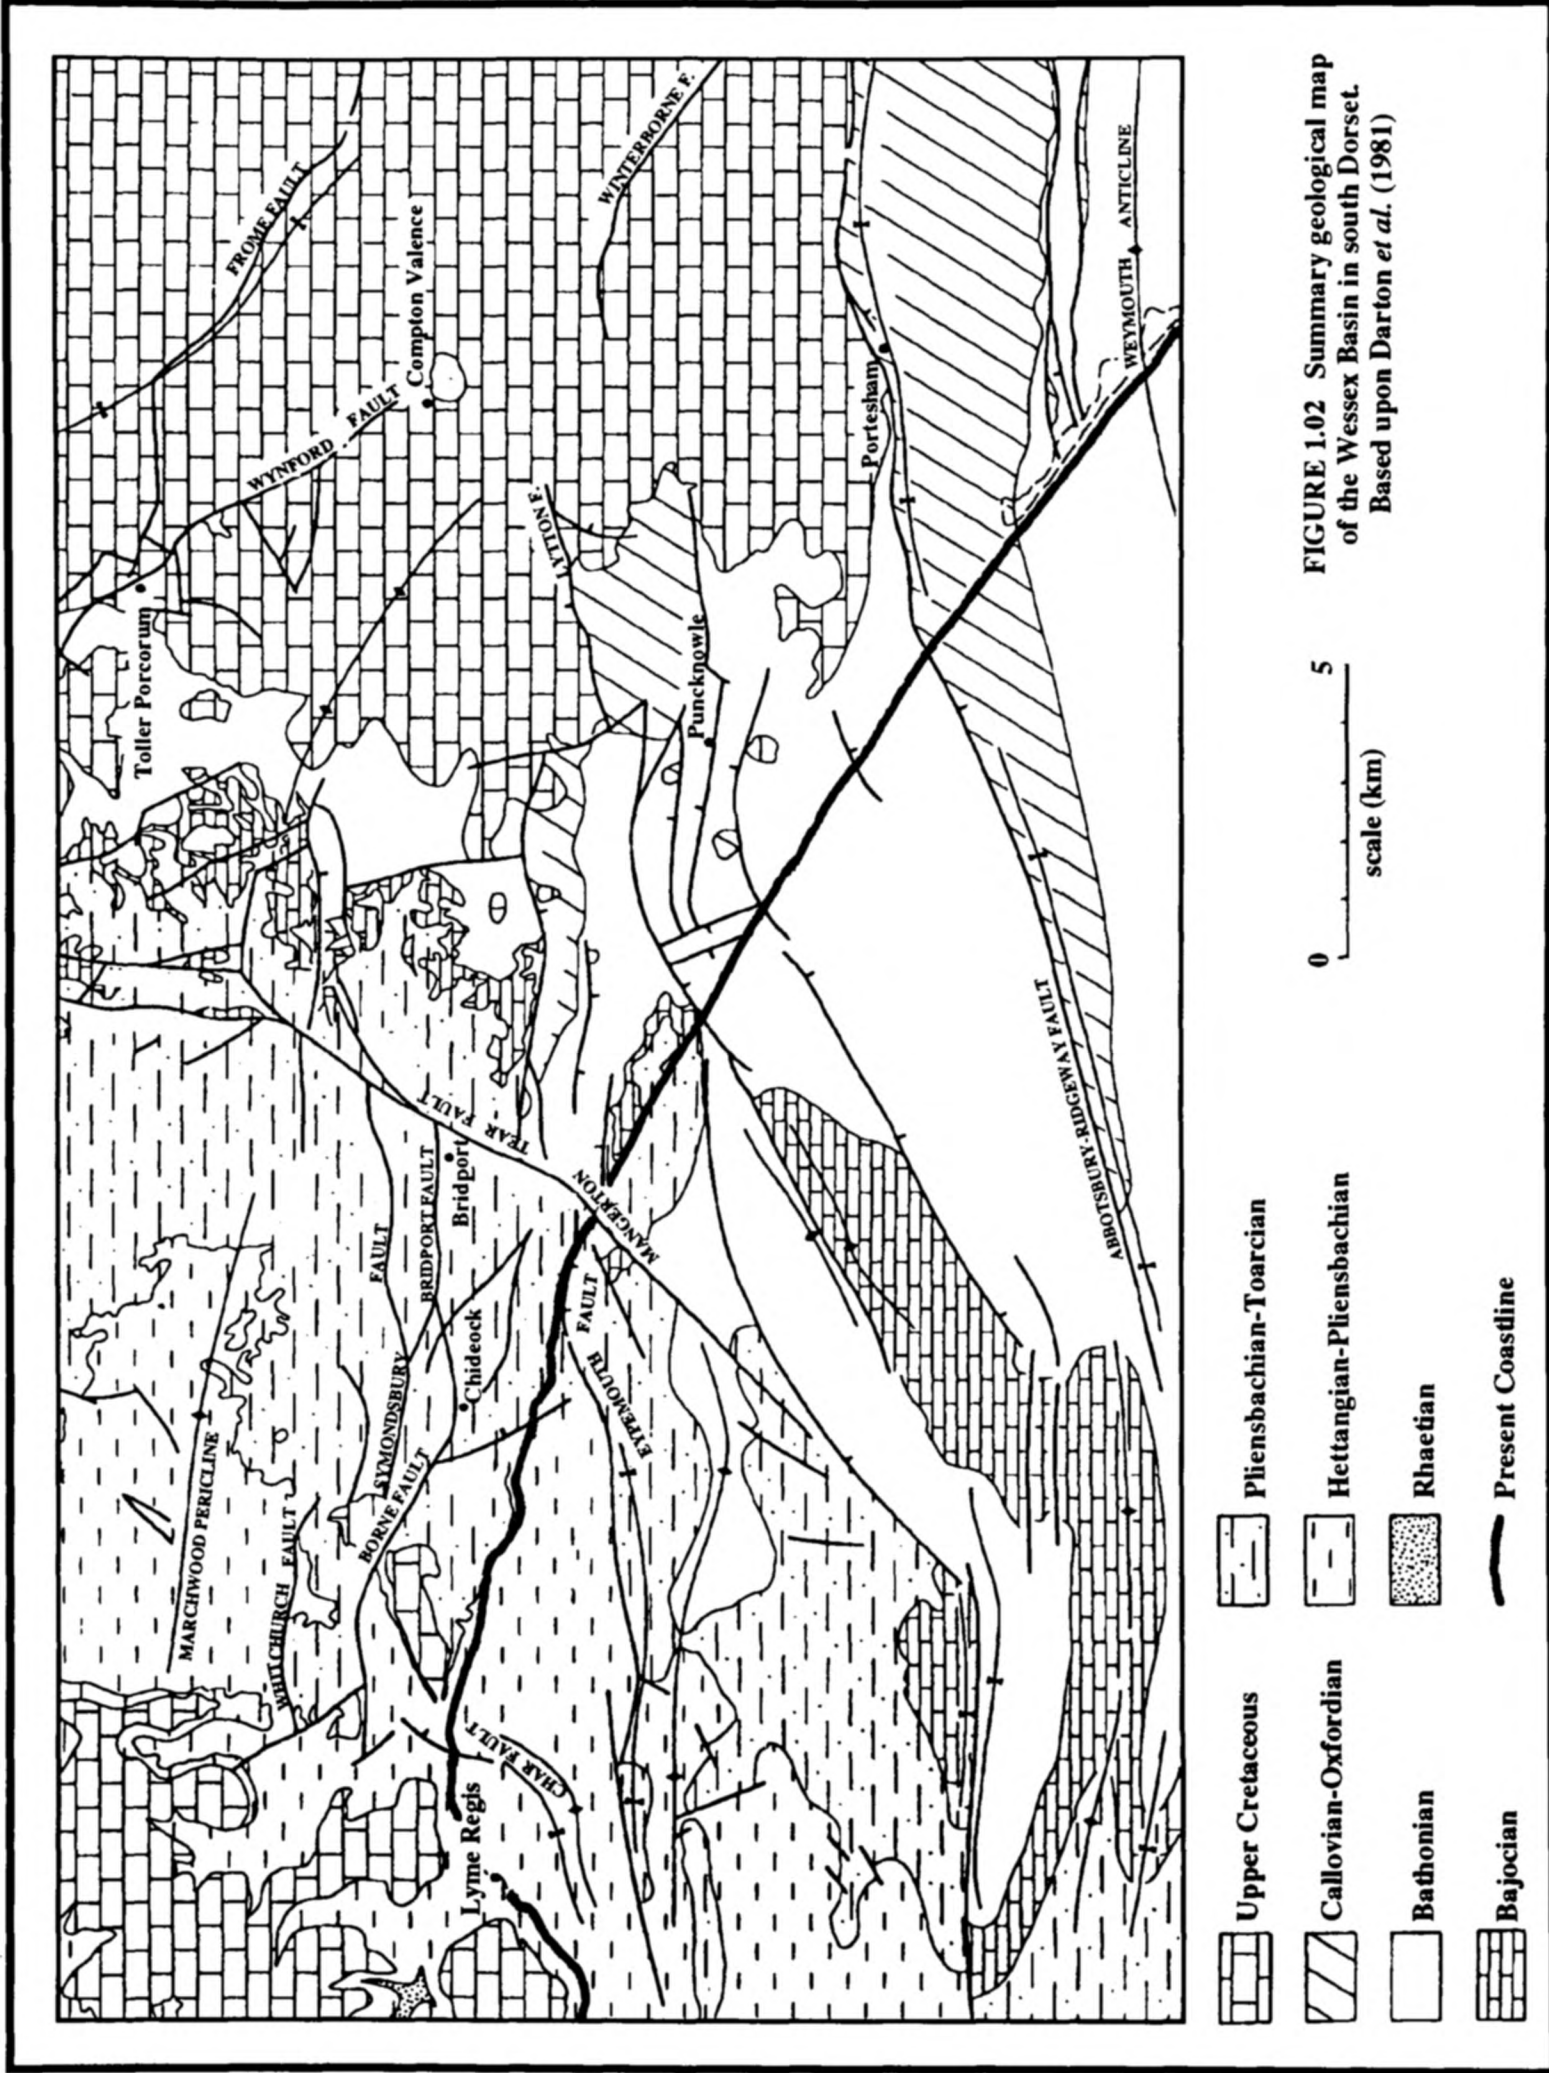 FROME FAULT
WINTERBORNE F.
Compton Valence
WYNFORD FAULT
Toller Porcorum
LYTTON F.
Puncknowle
Portesham
WEYMOUTH ANTICLINE
MANGERTON TEAR FAULT
Bridport
BRIDPORT FAULT
SYMONDSBURY FAULT
Chideock
MARCHWOOD PERICLINE
WHITCHURCH FAULT
BORNE FAULT
EYPEMOUTH FAULT
CHAR FAULT
Lyme Regis
ABBOTSBURY-RIDGEWAY FAULT
Upper Cretaceous
Callovian-Oxfordian
Bathonian
Bajocian
Pliensbachian-Toarcian
Hettangian-Pliensbachian
Rhaetian
Present Coastline
0 5
scale (km)
FIGURE 1.02 Summary geological map
of the Wessex Basin in south Dorset.
Based upon Darton et al. (1981)